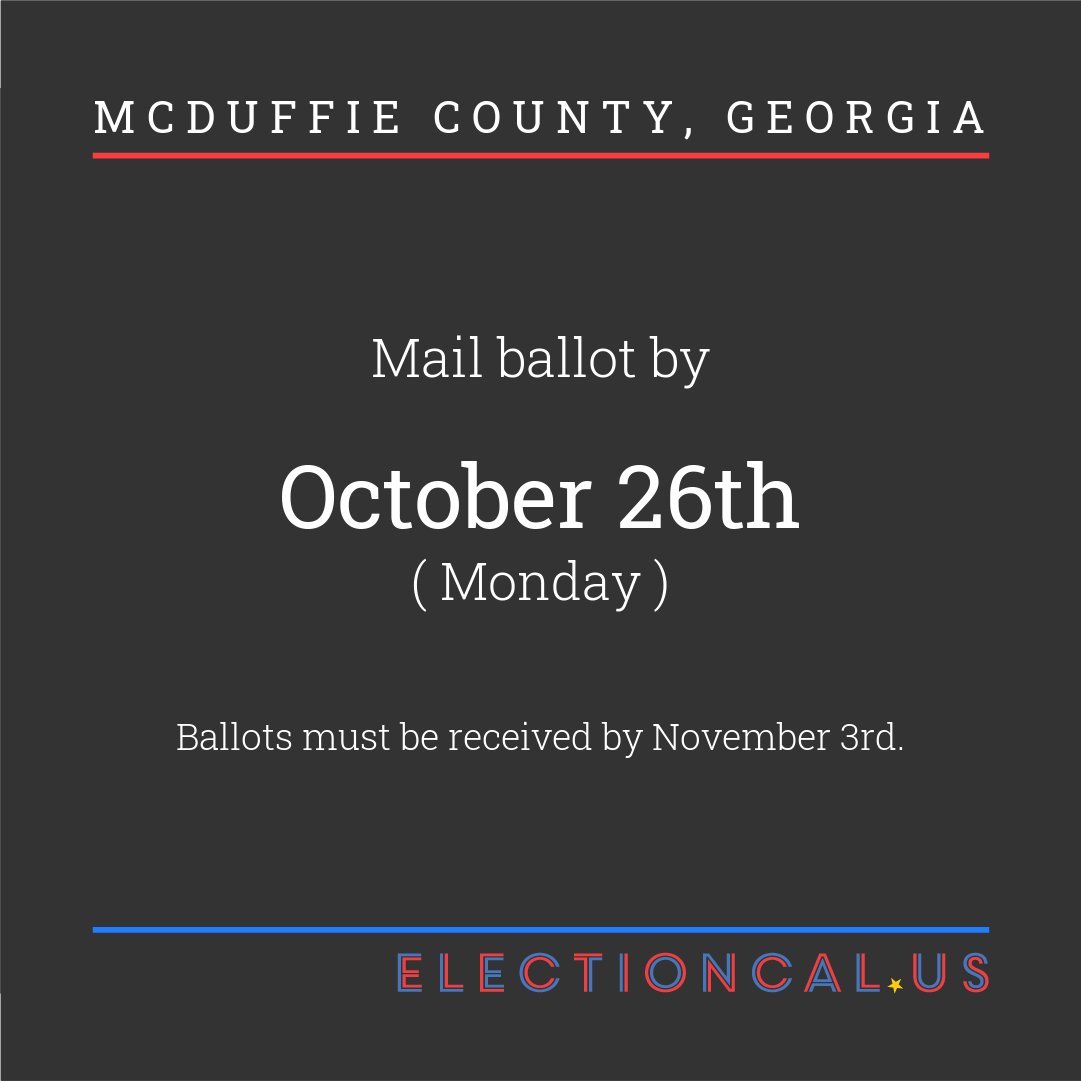 MCDUFFIE COUNTY, GEORGIA
Mail ballot by
October 26th
( Monday )
Ballots must be received by November 3rd.
ELECTIONCAL.US